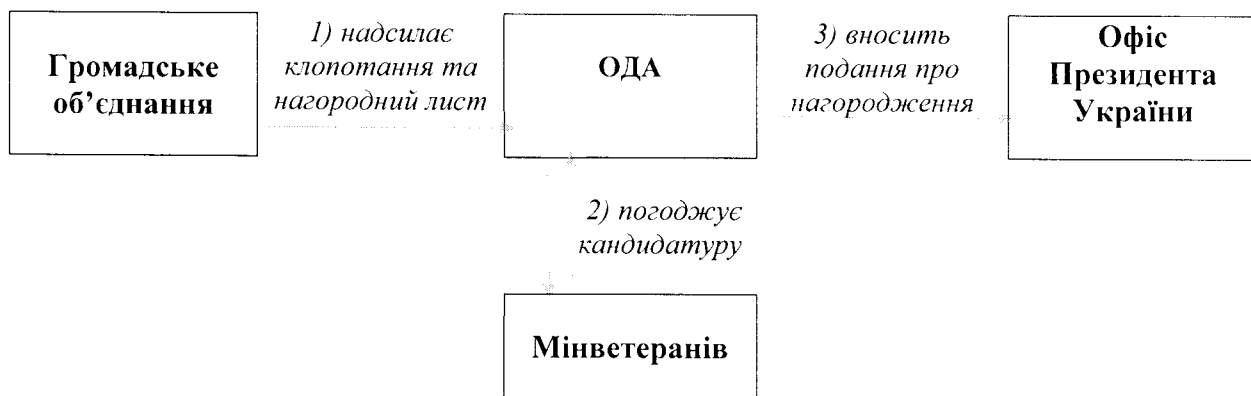 Громадське
об’єднання
1) надсилає
клопотання та
нагородний лист
ОДА
3) вносить
подання про
нагородження
Офіс
Президента
України
2) погоджує
кандидатуру
Мінветеранів